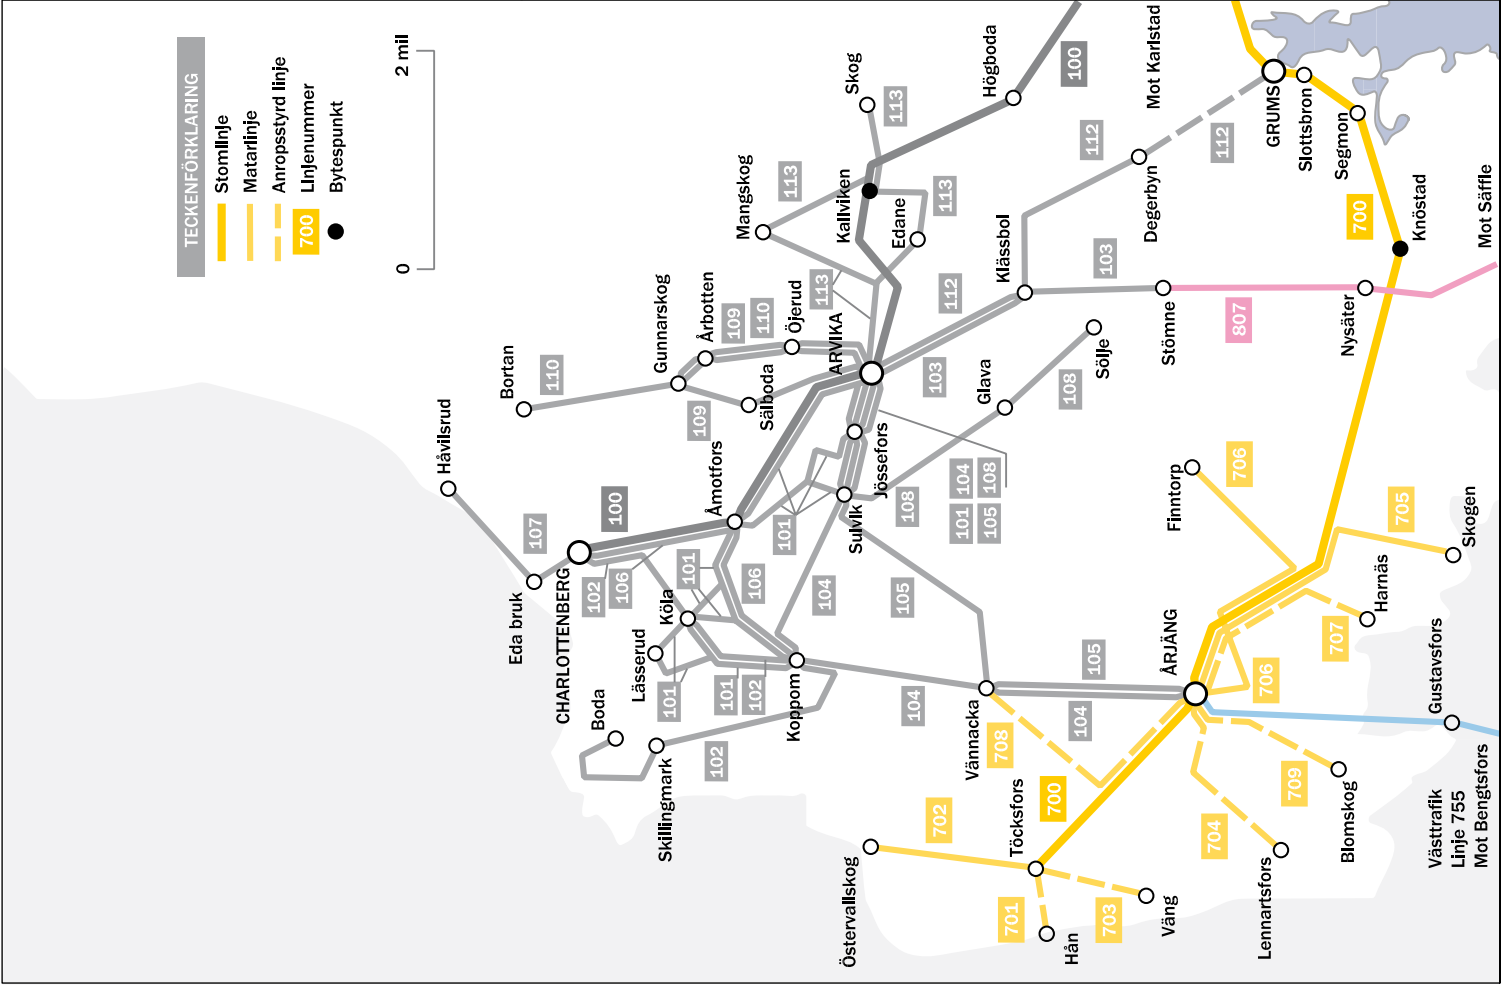 TECKENFÖRKLARING
Stomlinje
Matarlinje
Anropsstyrd linje
700
Linjenummer
Bytespunkt
0
2 mil
Håvilsrud
107
Eda bruk
CHARLOTTENBERG
100
102
106
Bortan
110
Gunnarskog
Årbotten
109
110
Öjerud
109
Sälboda
Åmotfors
101
Köla
101
106
Lässerud
101
101
102
Boda
Skillingmark
102
Koppom
Mangskog
113
Skog
113
Kallviken
Edane
113
113
ARVIKA
Högboda
100
Mot Karlstad
112
Klässbol
112
Degerbyn
112
103
103
Stömne
807
Nysäter
Mot Säffle
GRUMS
Slottsbron
Segmon
700
Knöstad
Jössefors
Sulvik
101
104
105
108
108
Glava
108
Sölje
104
105
104
Vännacka
105
104
708
Finntorp
706
705
Skogen
Harnäs
707
706
ÅRJÄNG
Töcksfors
700
702
Östervallskog
701
Hån
703
Väng
704
Lennartsfors
709
Blomskog
Gustavsfors
Västtrafik
Linje 755
Mot Bengtsfors